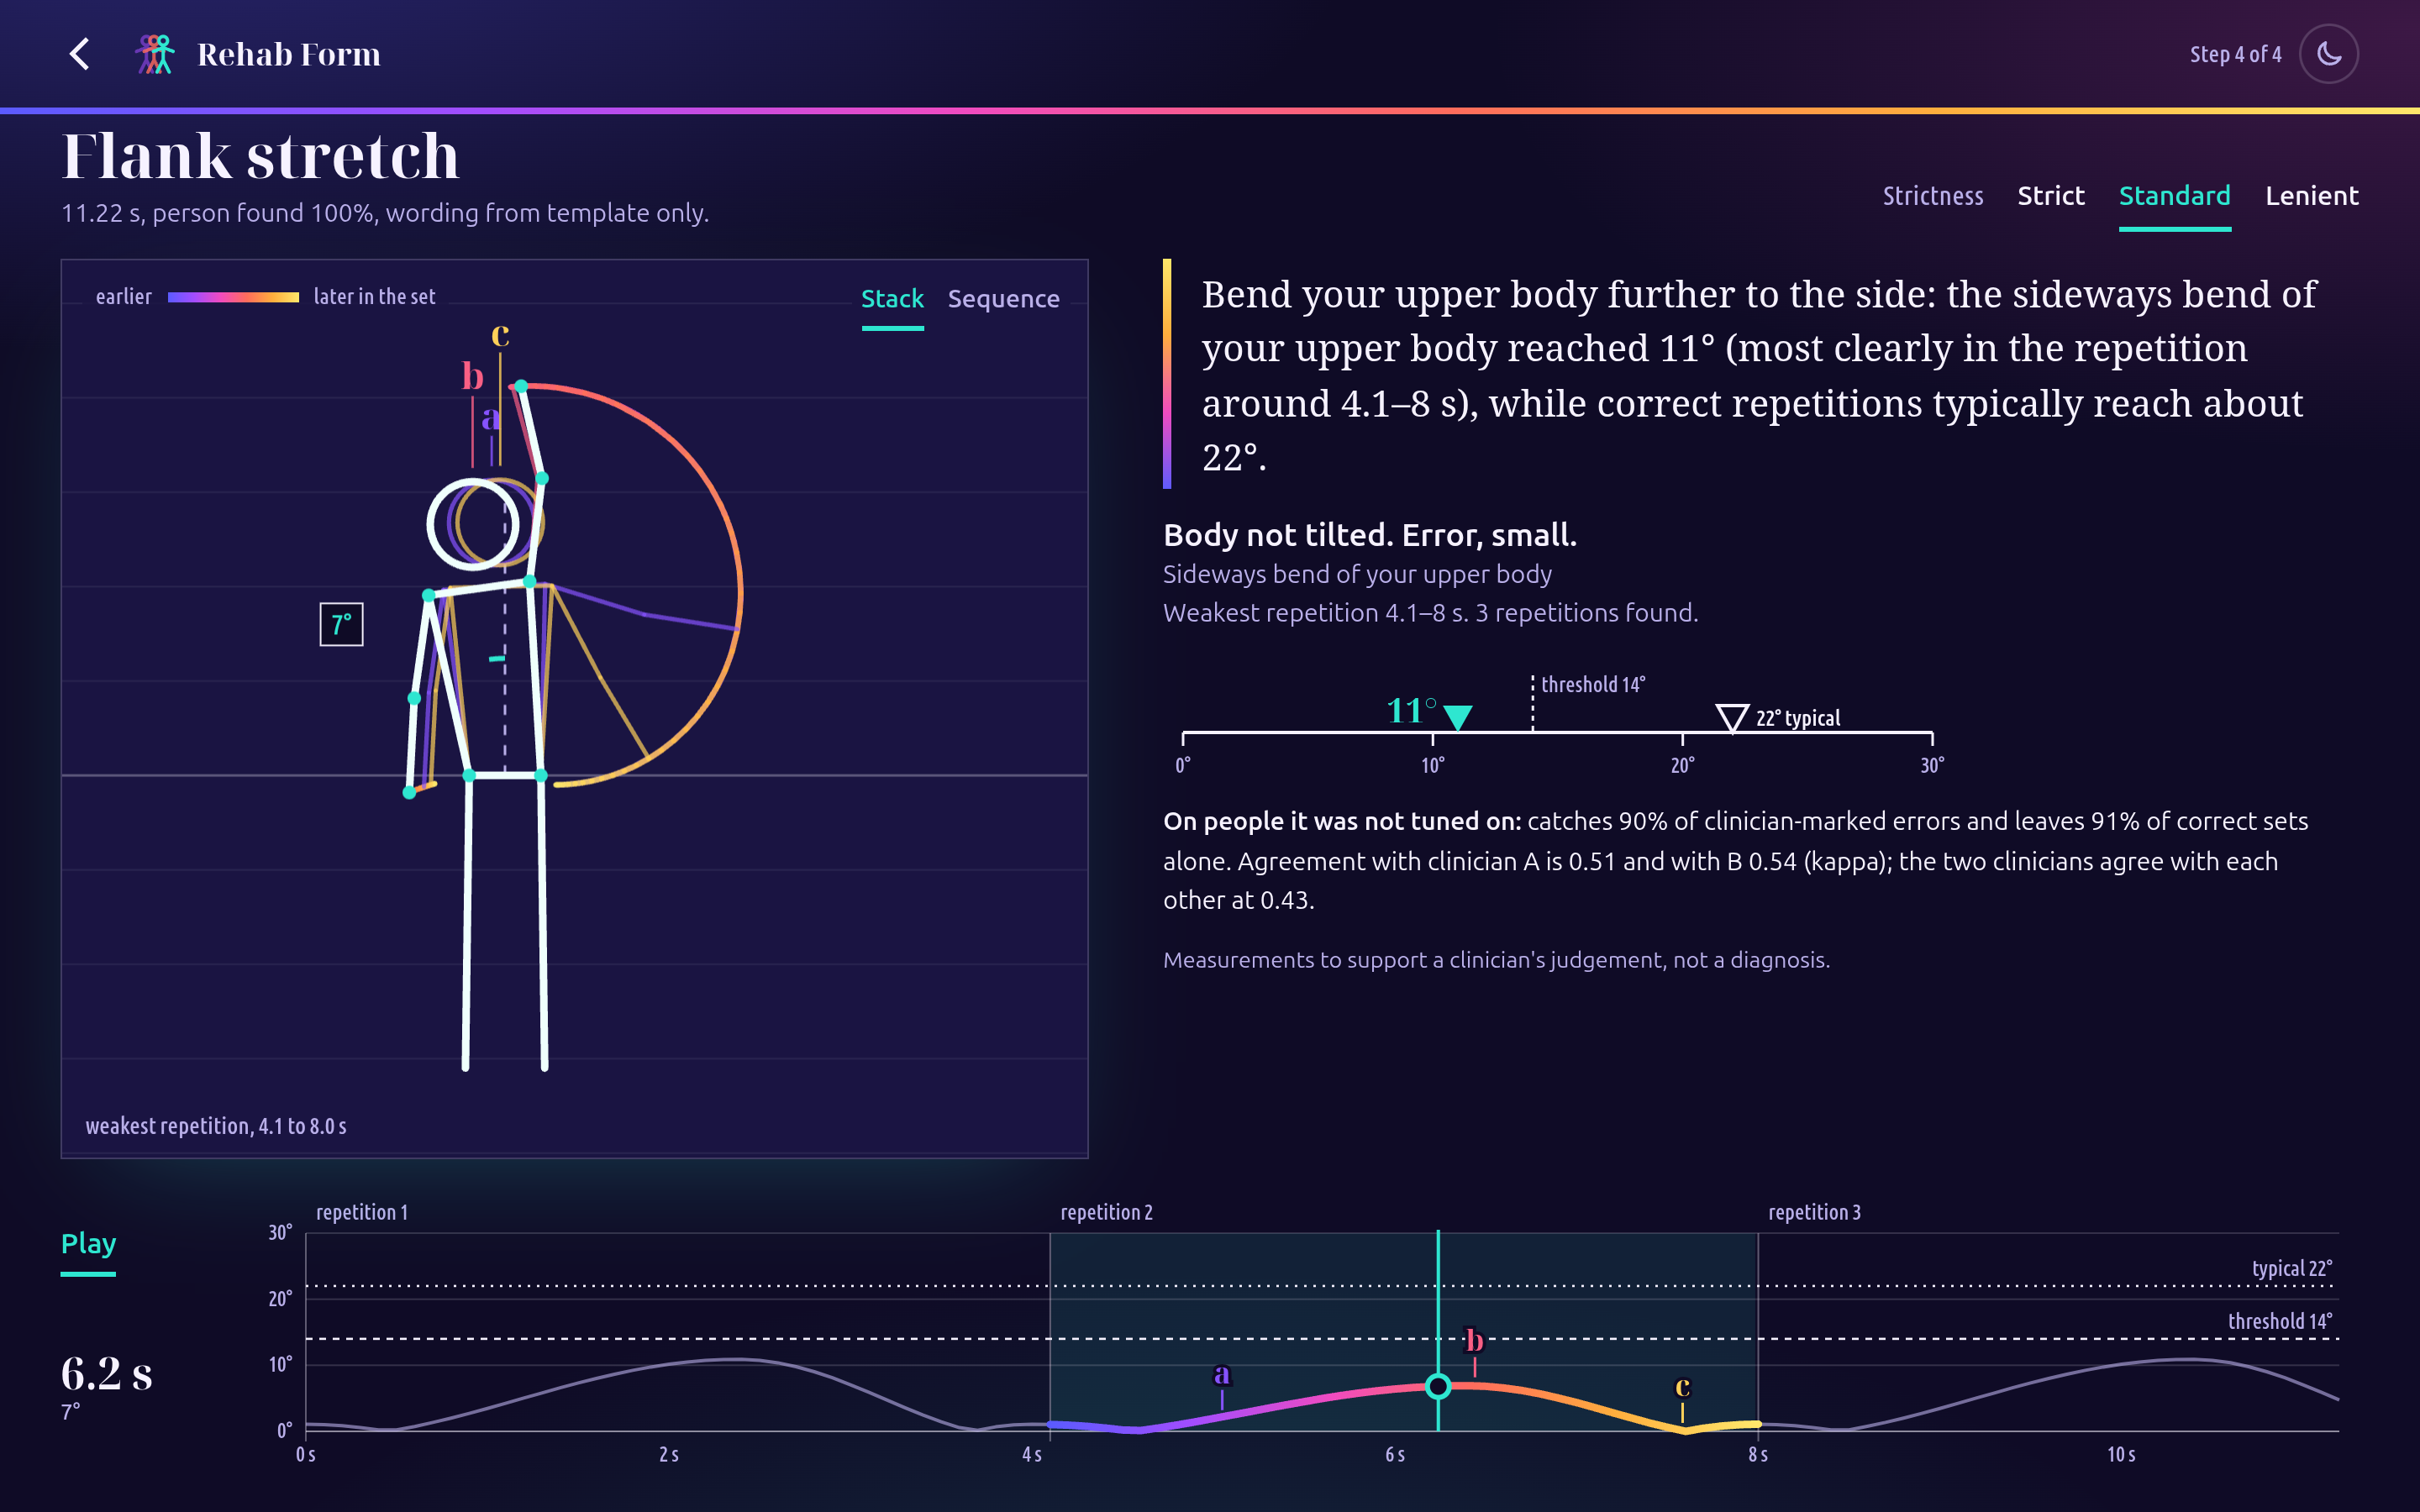 Rehab Form
Step 4 of 4
Flank stretch
11.22 s, person found 100%, wording from template only.
Strictness Strict Standard Lenient
earlier later in the set
Stack Sequence
c
b
a
7°
weakest repetition, 4.1 to 8.0 s
Bend your upper body further to the side: the sideways bend of
your upper body reached 11° (most clearly in the repetition
around 4.1–8 s), while correct repetitions typically reach about
22°.
Body not tilted. Error, small.
Sideways bend of your upper body
Weakest repetition 4.1–8 s. 3 repetitions found.
threshold 14°
11° 22° typical
0° 10° 20° 30°
On people it was not tuned on: catches 90% of clinician-marked errors and leaves 91% of correct sets
alone. Agreement with clinician A is 0.51 and with B 0.54 (kappa); the two clinicians agree with each
other at 0.43.
Measurements to support a clinician's judgement, not a diagnosis.
Play
6.2 s
7°
repetition 1 repetition 2 repetition 3
30°
typical 22°
20°
threshold 14°
b
10°
a
c
0°
0 s 2 s 4 s 6 s 8 s 10 s